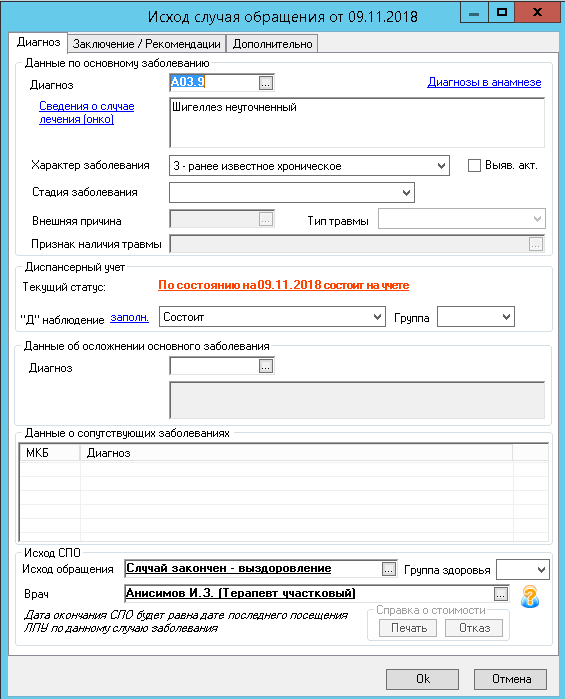 Исход случая обращения от 09.11.2018
Диагноз Заключение / Рекомендации Дополнительно
Данные по основному заболеванию
Диагноз A03.9 ... Диагнозы в анамнезе
Сведения о случае лечения (онко)
Шигеллез неуточненный
Характер заболевания 3 - ранее известное хроническое Выяв. акт.
Стадия заболевания
Внешняя причина ... Тип травмы
Признак наличия травмы ...
Диспансерный учет
Текущий статус: По состоянию на 09.11.2018 состоит на учете
"Д" наблюдение заполн. Состоит Группа
Данные об осложнении основного заболевания
Диагноз ...
Данные о сопутствующих заболеваниях
МКБ Диагноз
Исход СПО
Исход обращения Случай закончен - выздоровление ... Группа здоровья
Врач Анисимов И.З. (Терапевт участковый) ...
Дата окончания СПО будет равна дате последнего посещения
ЛПУ по данному случаю заболевания
Справка о стоимости
Печать Отказ
Ok Отмена